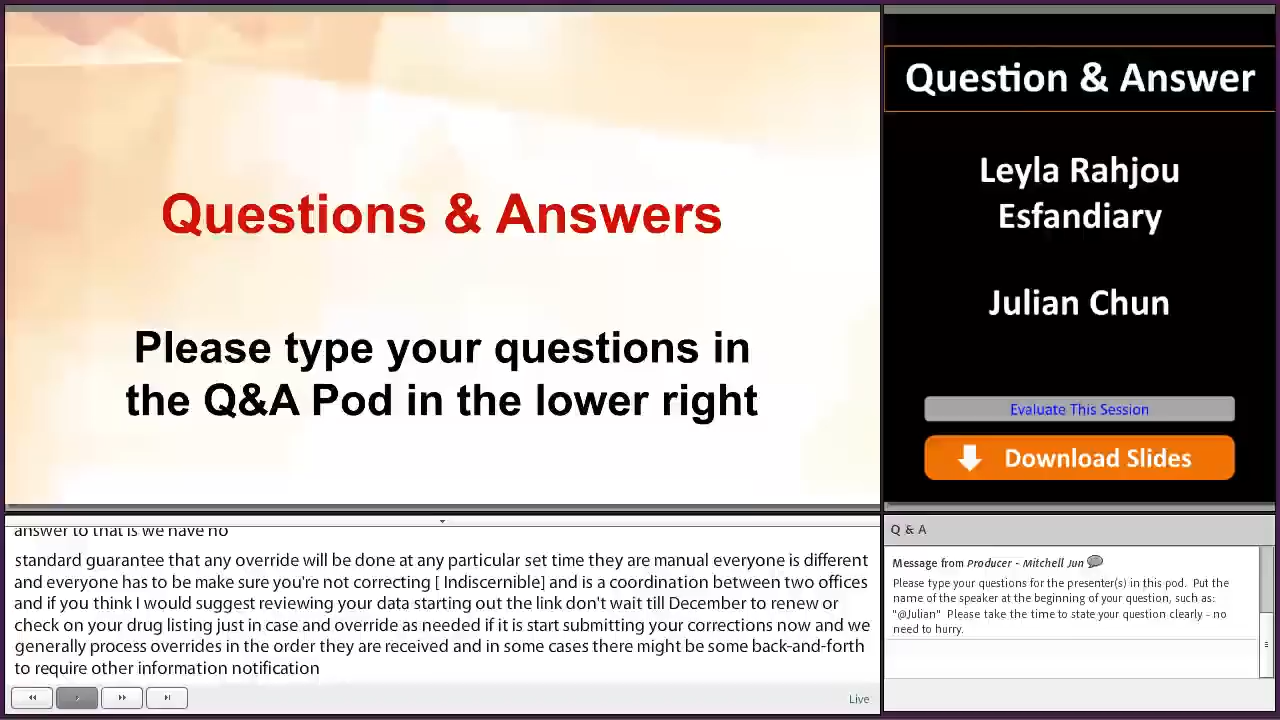 Questions & Answers
Please type your questions in
the Q&A Pod in the lower right
Question & Answer
Leyla Rahjou
Esfandiary
Julian Chun
Evaluate This Session
Download Slides
answer to that is we have no
standard guarantee that any override will be done at any particular set time they are manual everyone is different
and everyone has to be make sure you're not correcting [ Indiscernible] and is a coordination between two offices
and if you think I would suggest reviewing your data starting out the link don't wait till December to renew or
check on your drug listing just in case and override as needed if it is start submitting your corrections now and we
generally process overrides in the order they are received and in some cases there might be some back-and-forth
to require other information notification
Live
Q & A
Message from Producer - Mitchell Jun
Please type your questions for the presenter(s) in this pod. Put the
name of the speaker at the beginning of your question, such as:
"@Julian" Please take the time to state your question clearly - no
need to hurry.